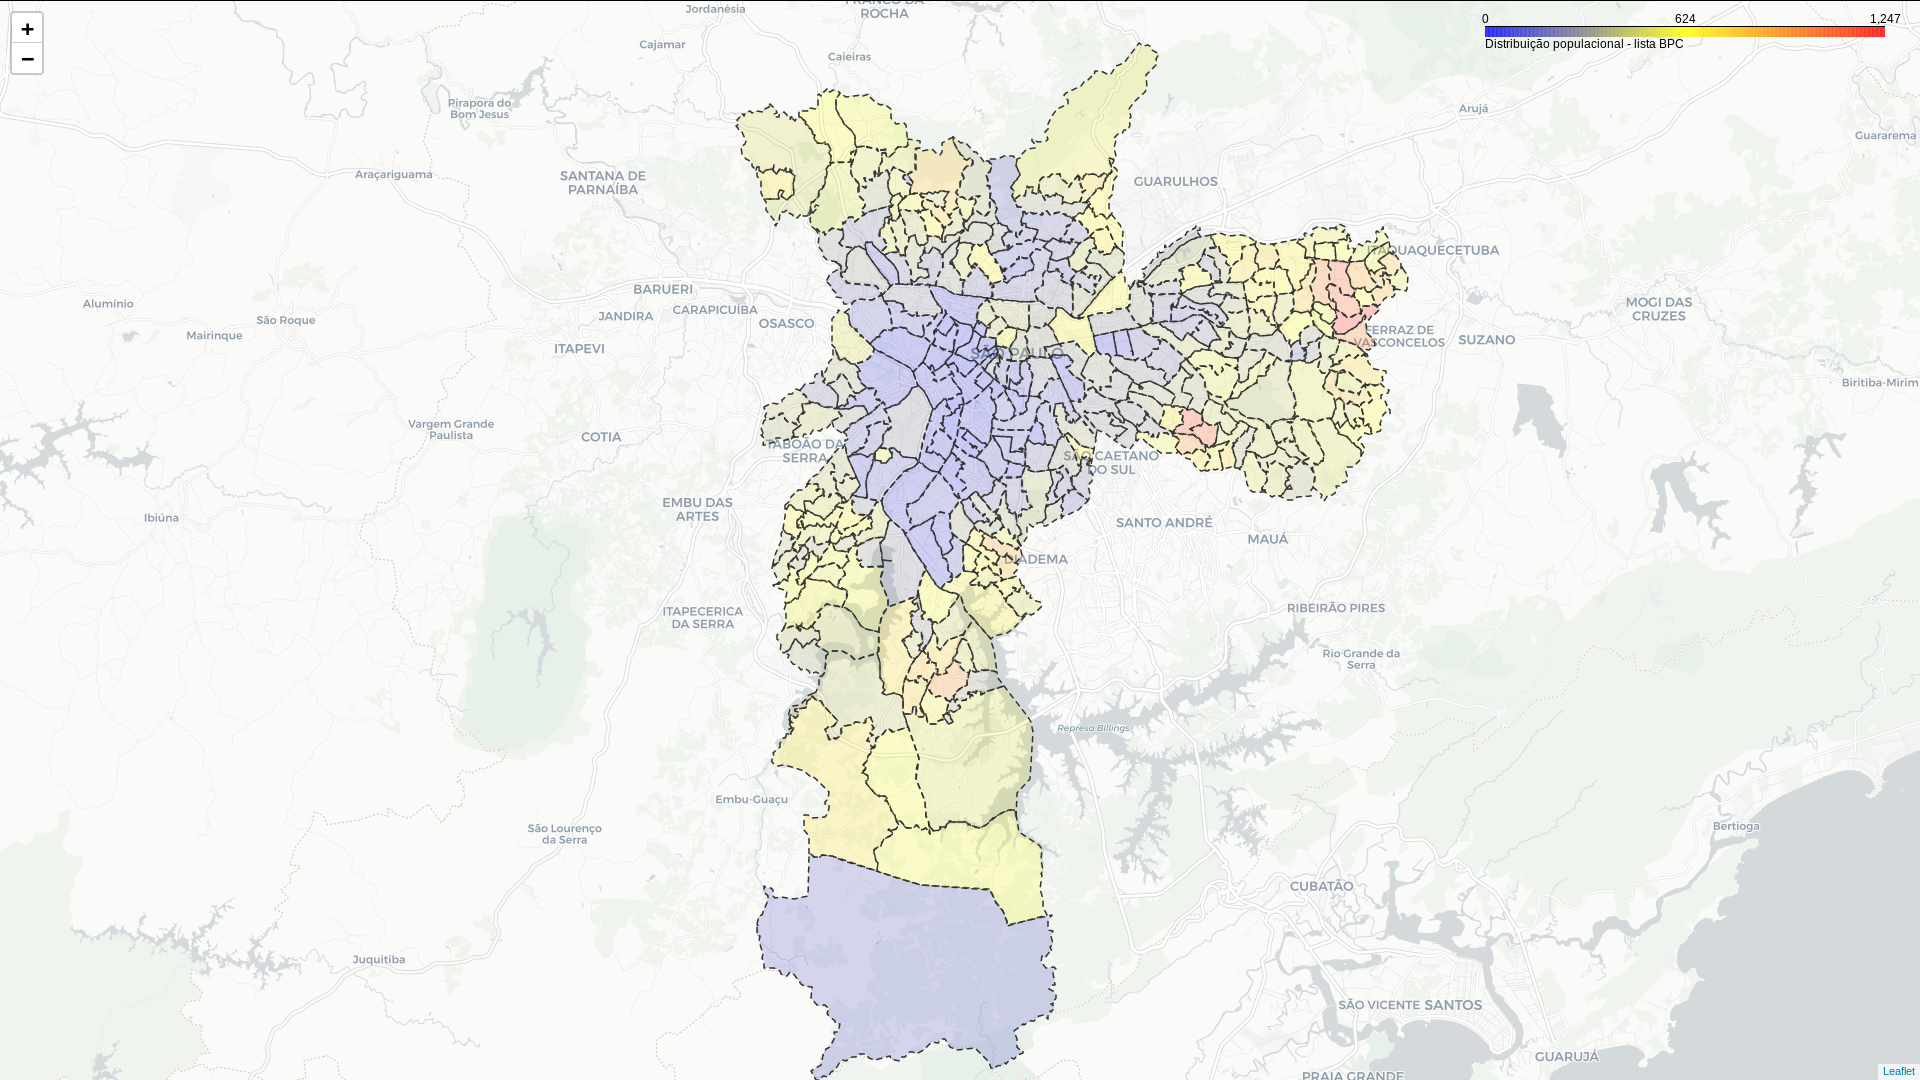 +
−
0
624
1,247
Distribuição populacional - lista BPC
Jordanésia
FRANCO DA
ROCHA
Cajamar
Caieiras
Pirapora do
Bom Jesus
Arujá
Guararema
Araçariguama
SANTANA DE
PARNAÍBA
GUARULHOS
ITAQUAQUECETUBA
BARUERI
Alumínio
CARAPICUÍBA
MOGI DAS
CRUZES
JANDIRA
OSASCO
São Roque
Mairinque
FERRAZ DE
VASCONCELOS
SUZANO
ITAPEVI
SÃO PAULO
Biritiba-Mirim
Vargem Grande
Paulista
COTIA
TABOÃO DA
SERRA
SÃO CAETANO
DO SUL
EMBU DAS
ARTES
Ibiúna
SANTO ANDRÉ
MAUÁ
DIADEMA
ITAPECERICA
DA SERRA
RIBEIRÃO PIRES
Rio Grande da
Serra
Represa Billings
Embu-Guaçu
São Lourenço
da Serra
Bertioga
CUBATÃO
Juquitiba
SÃO VICENTE
SANTOS
GUARUJÁ
PRAIA GRANDE
Leaflet